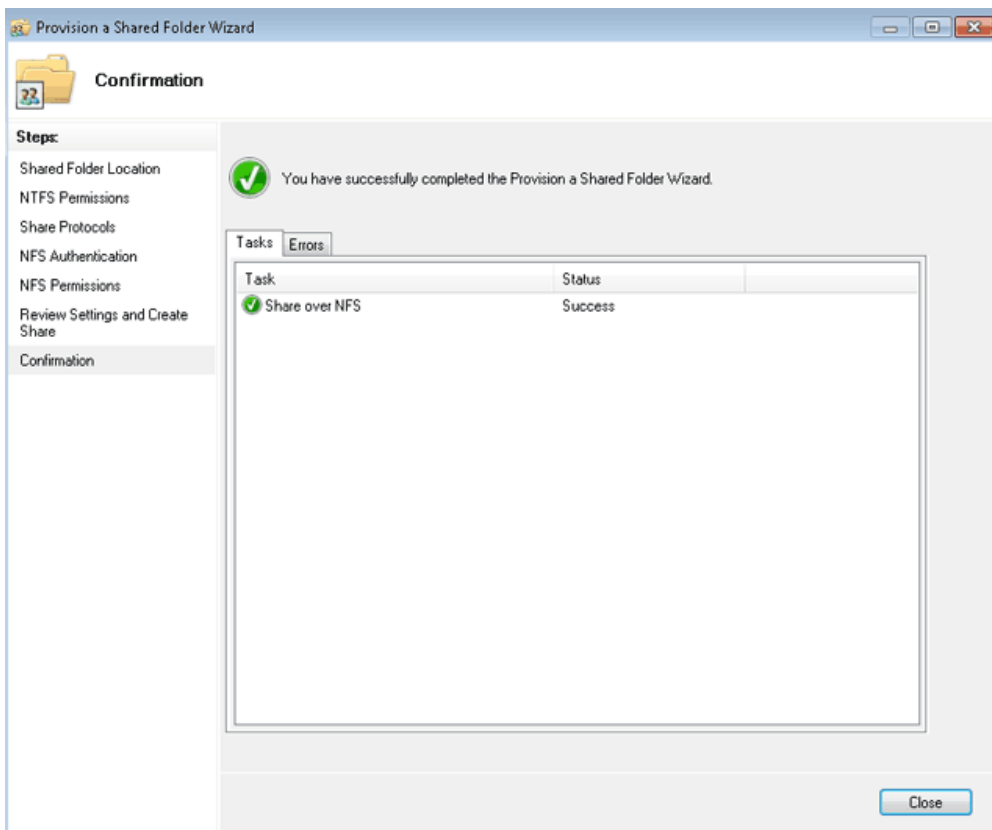 Provision a Shared Folder Wizard
Confirmation
Steps:
Shared Folder Location
NTFS Permissions
Share Protocols
NFS Authentication
NFS Permissions
Review Settings and Create
Share
Confirmation
You have successfully completed the Provision a Shared Folder Wizard.
Tasks Errors
Task Status
Share over NFS Success
Close